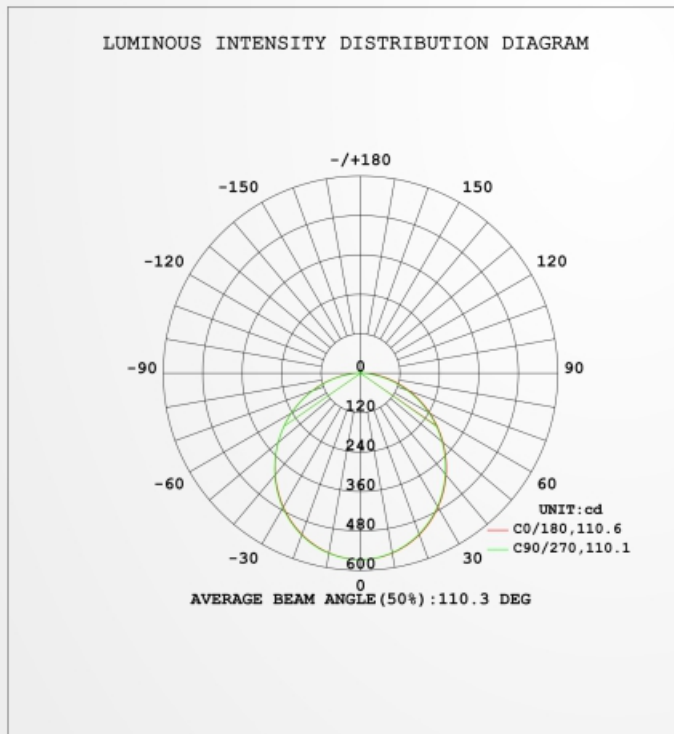 LUMINOUS INTENSITY DISTRIBUTION DIAGRAM
-/+180
-150 150
-120 120
-90 0 90
120
240
-60 360 60
UNIT:cd
480 C0/180,110.6
C90/270,110.1
-30 600 30
0
AVERAGE BEAM ANGLE(50%):110.3 DEG